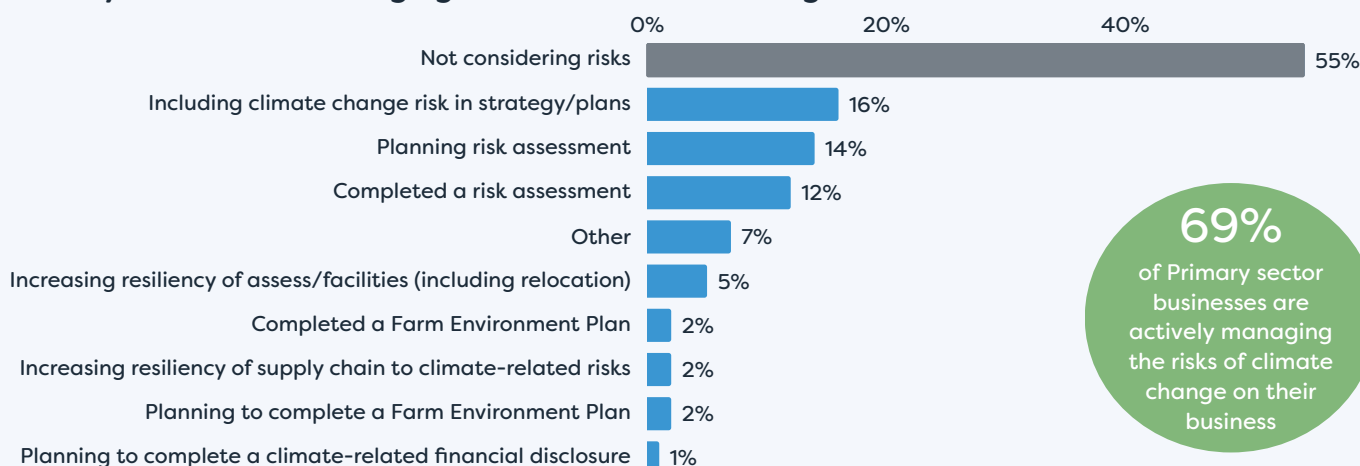 0% 20% 40%
Not considering risks 55%
Including climate change risk in strategy/plans 16%
Planning risk assessment 14%
Completed a risk assessment 12%
Other 7%
Increasing resiliency of assess/facilities (including relocation) 5%
Completed a Farm Environment Plan 2%
Increasing resiliency of supply chain to climate-related risks 2%
Planning to complete a Farm Environment Plan 2%
Planning to complete a climate-related financial disclosure 1%
69%
of Primary sector
businesses are
actively managing
the risks of climate
change on their
business